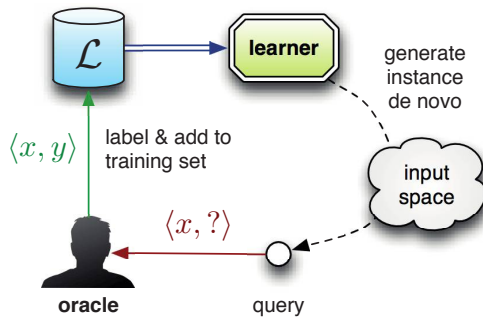 ℒ
learner
generate
instance
de novo
⟨x, y⟩
label & add to
training set
input
space
⟨x, ?⟩
oracle
query